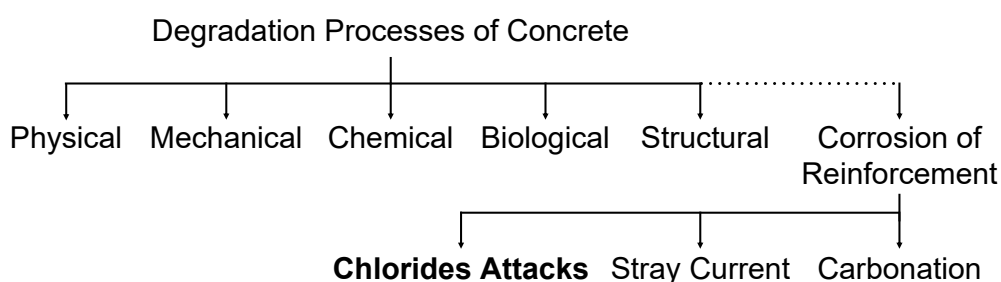 Degradation Processes of Concrete
Physical Mechanical Chemical Biological Structural Corrosion of
Reinforcement
Chlorides Attacks Stray Current Carbonation